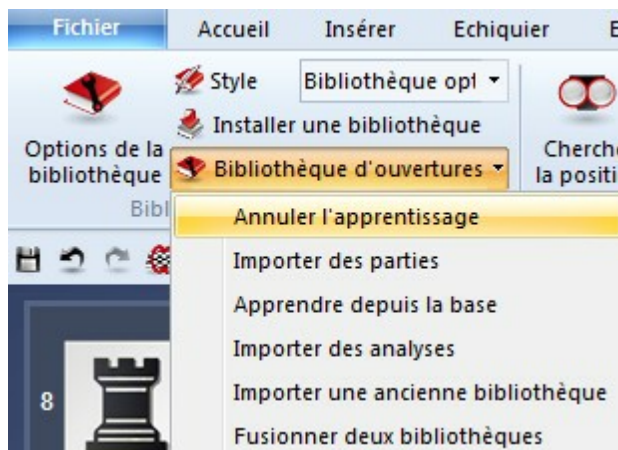 Fichier Accueil Insérer Echiquier
Style Bibliothèque opt
Installer une bibliothèque
Options de la bibliothèque
Bibliothèque d'ouvertures
Cherche
la positi
Bibl
Annuler l'apprentissage
Importer des parties
Apprendre depuis la base
Importer des analyses
Importer une ancienne bibliothèque
Fusionner deux bibliothèques
8